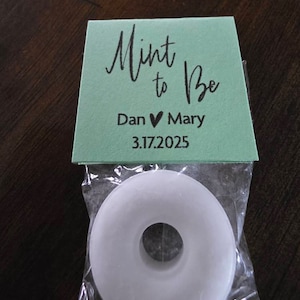 Mint
to Be
Dan ♥ Mary
3.17.2025